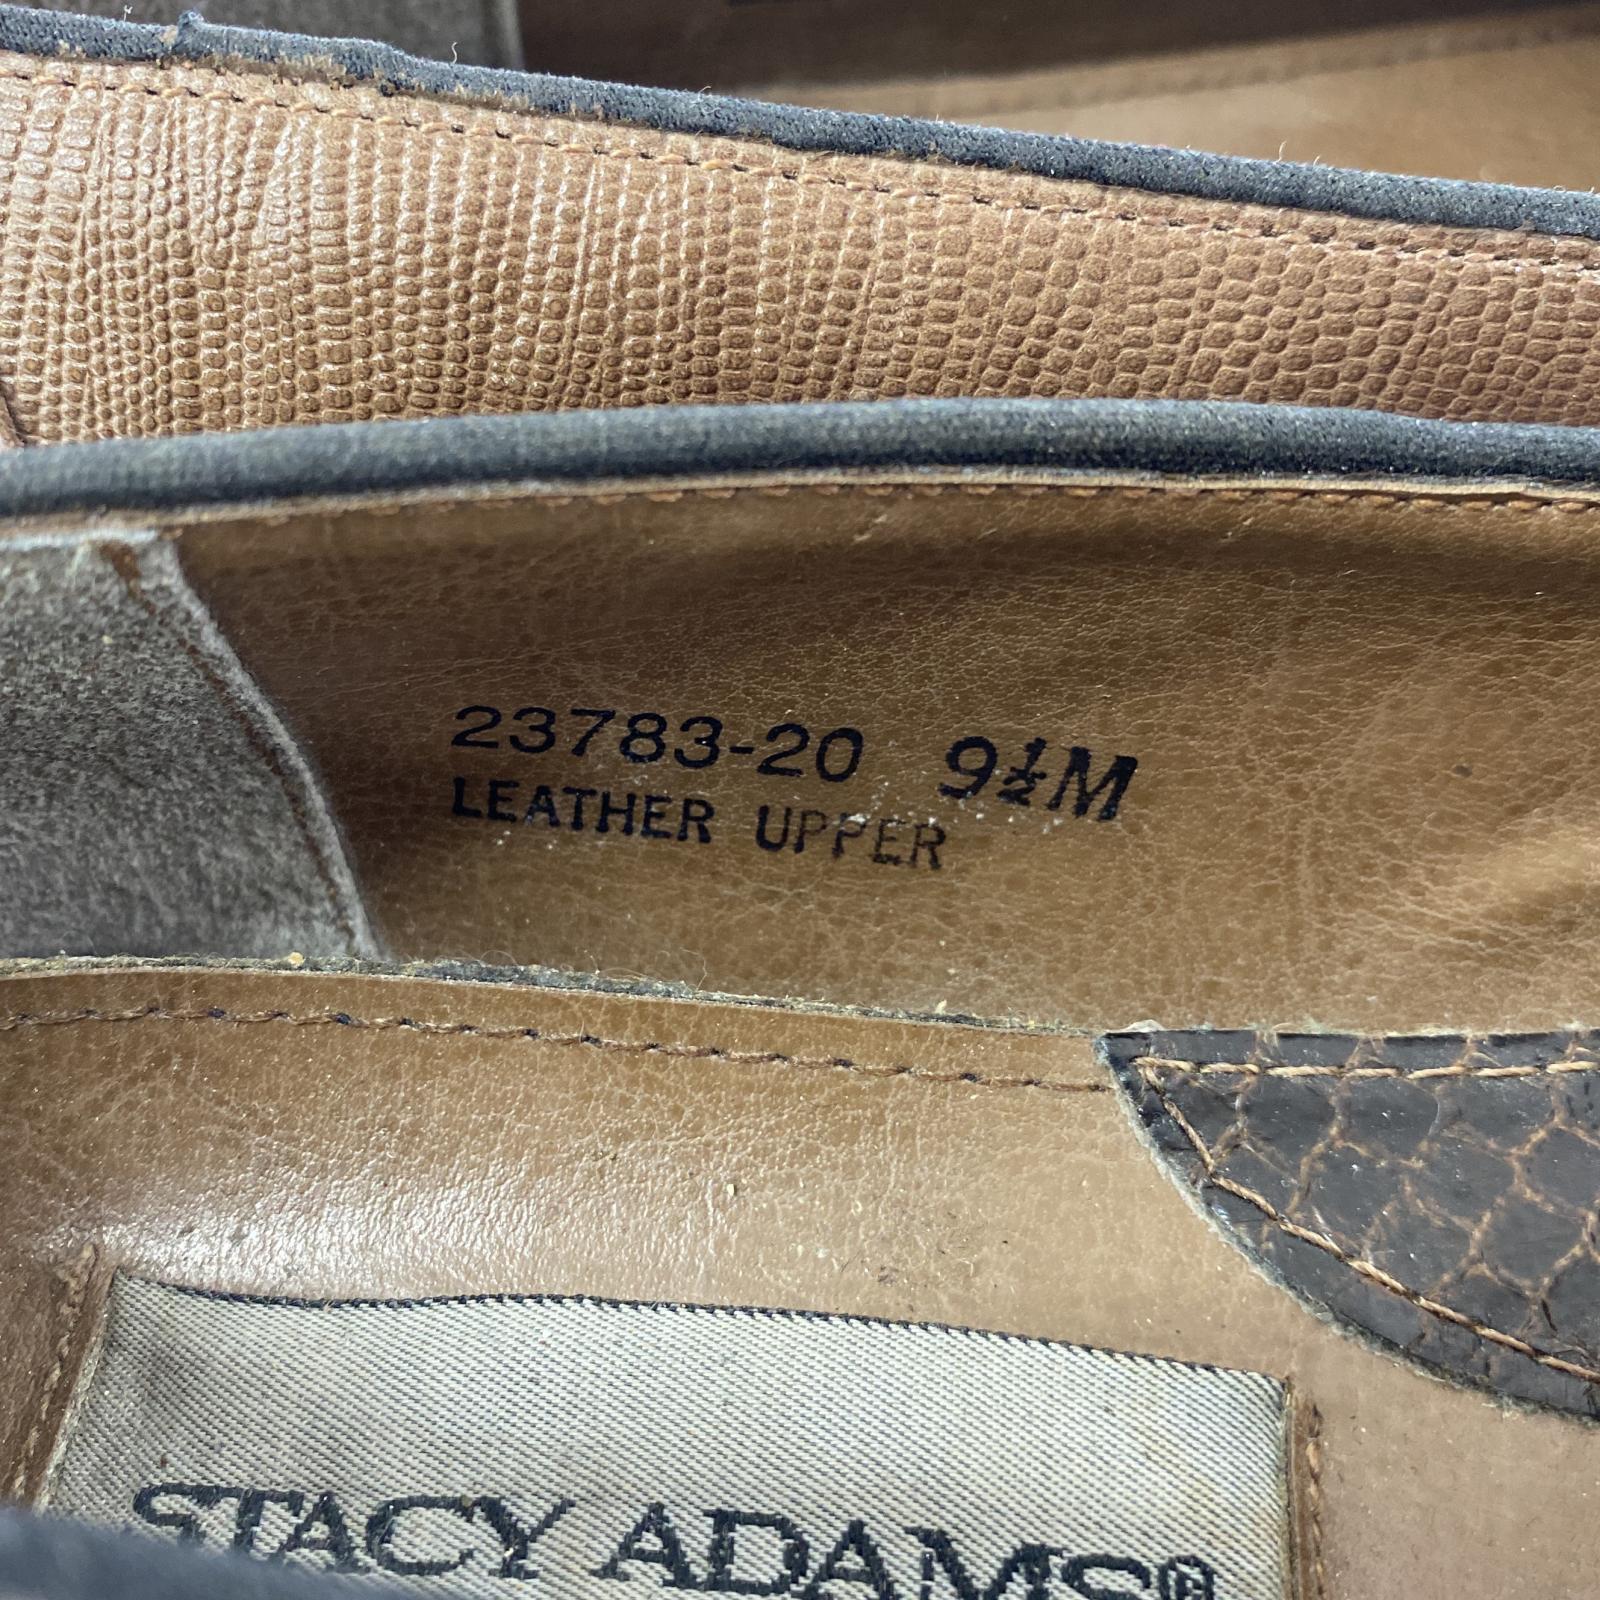 23783-20 9½M
LEATHER UPPER
STACY ADAMS®